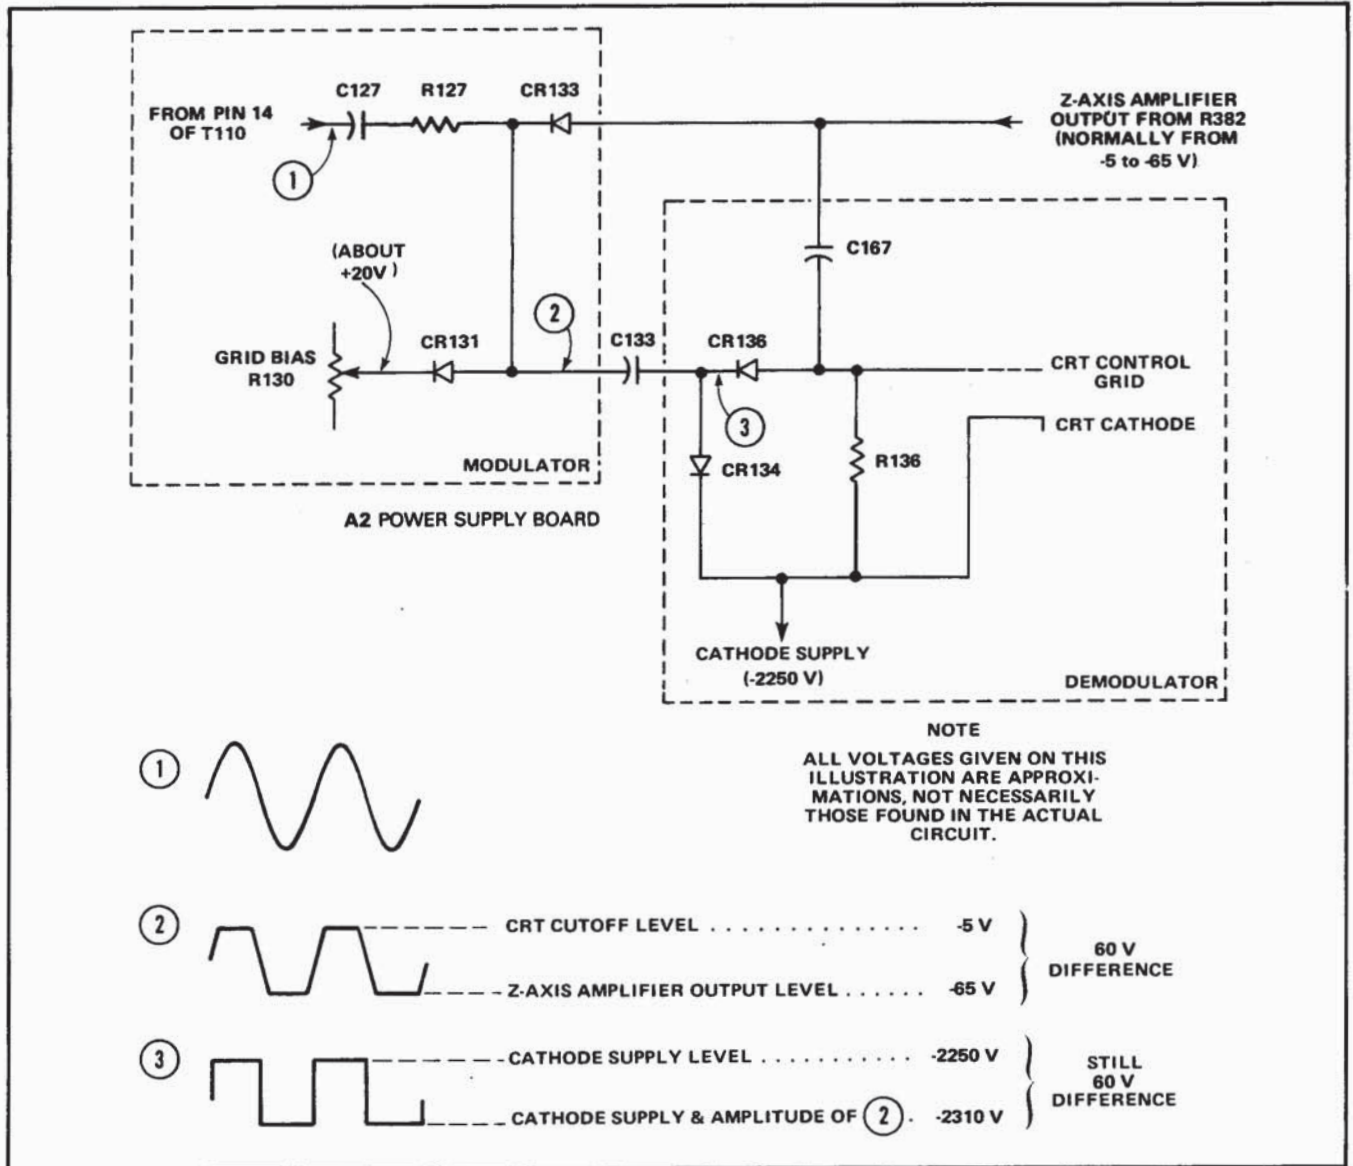 C127
R127
CR133
FROM PIN 14
OF T110
Z-AXIS AMPLIFIER
OUTPUT FROM R382
(NORMALLY FROM
-5 to -65 V)
1
(ABOUT
+20V )
C167
2
CR131
C133
CR136
GRID BIAS
R130
CRT CONTROL
GRID
3
CRT CATHODE
MODULATOR
CR134
R136
A2 POWER SUPPLY BOARD
CATHODE SUPPLY
(-2250 V)
DEMODULATOR
NOTE
ALL VOLTAGES GIVEN ON THIS
ILLUSTRATION ARE APPROXI-
MATIONS, NOT NECESSARILY
THOSE FOUND IN THE ACTUAL
CIRCUIT.
1
2
CRT CUTOFF LEVEL . . . . . . . . . . . . . . . -5 V
60 V
DIFFERENCE
Z-AXIS AMPLIFIER OUTPUT LEVEL . . . . . . -65 V
3
CATHODE SUPPLY LEVEL . . . . . . . . . . . -2250 V
STILL
60 V
DIFFERENCE
CATHODE SUPPLY & AMPLITUDE OF 2 . -2310 V